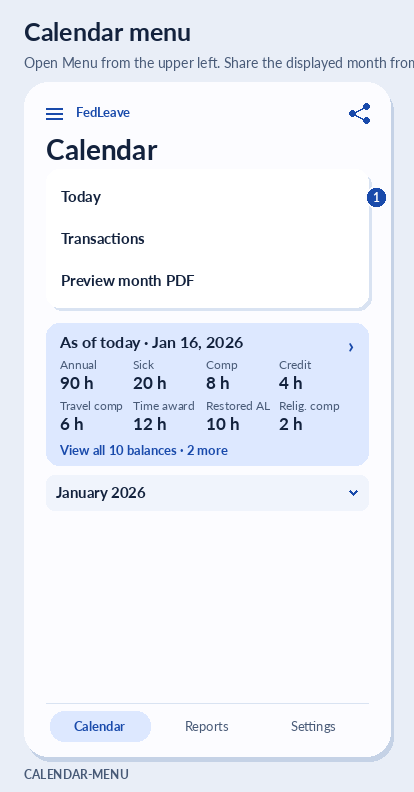 Calendar menu
Open Menu from the upper left. Share the displayed month from
FedLeave
Calendar
Today
1
Transactions
Preview month PDF
As of today · Jan 16, 2026 ›
Annual Sick Comp Credit
90 h 20 h 8 h 4 h
Travel comp Time award Restored AL Relig. comp
6 h 12 h 10 h 2 h
View all 10 balances · 2 more
January 2026
Calendar Reports Settings
CALENDAR-MENU